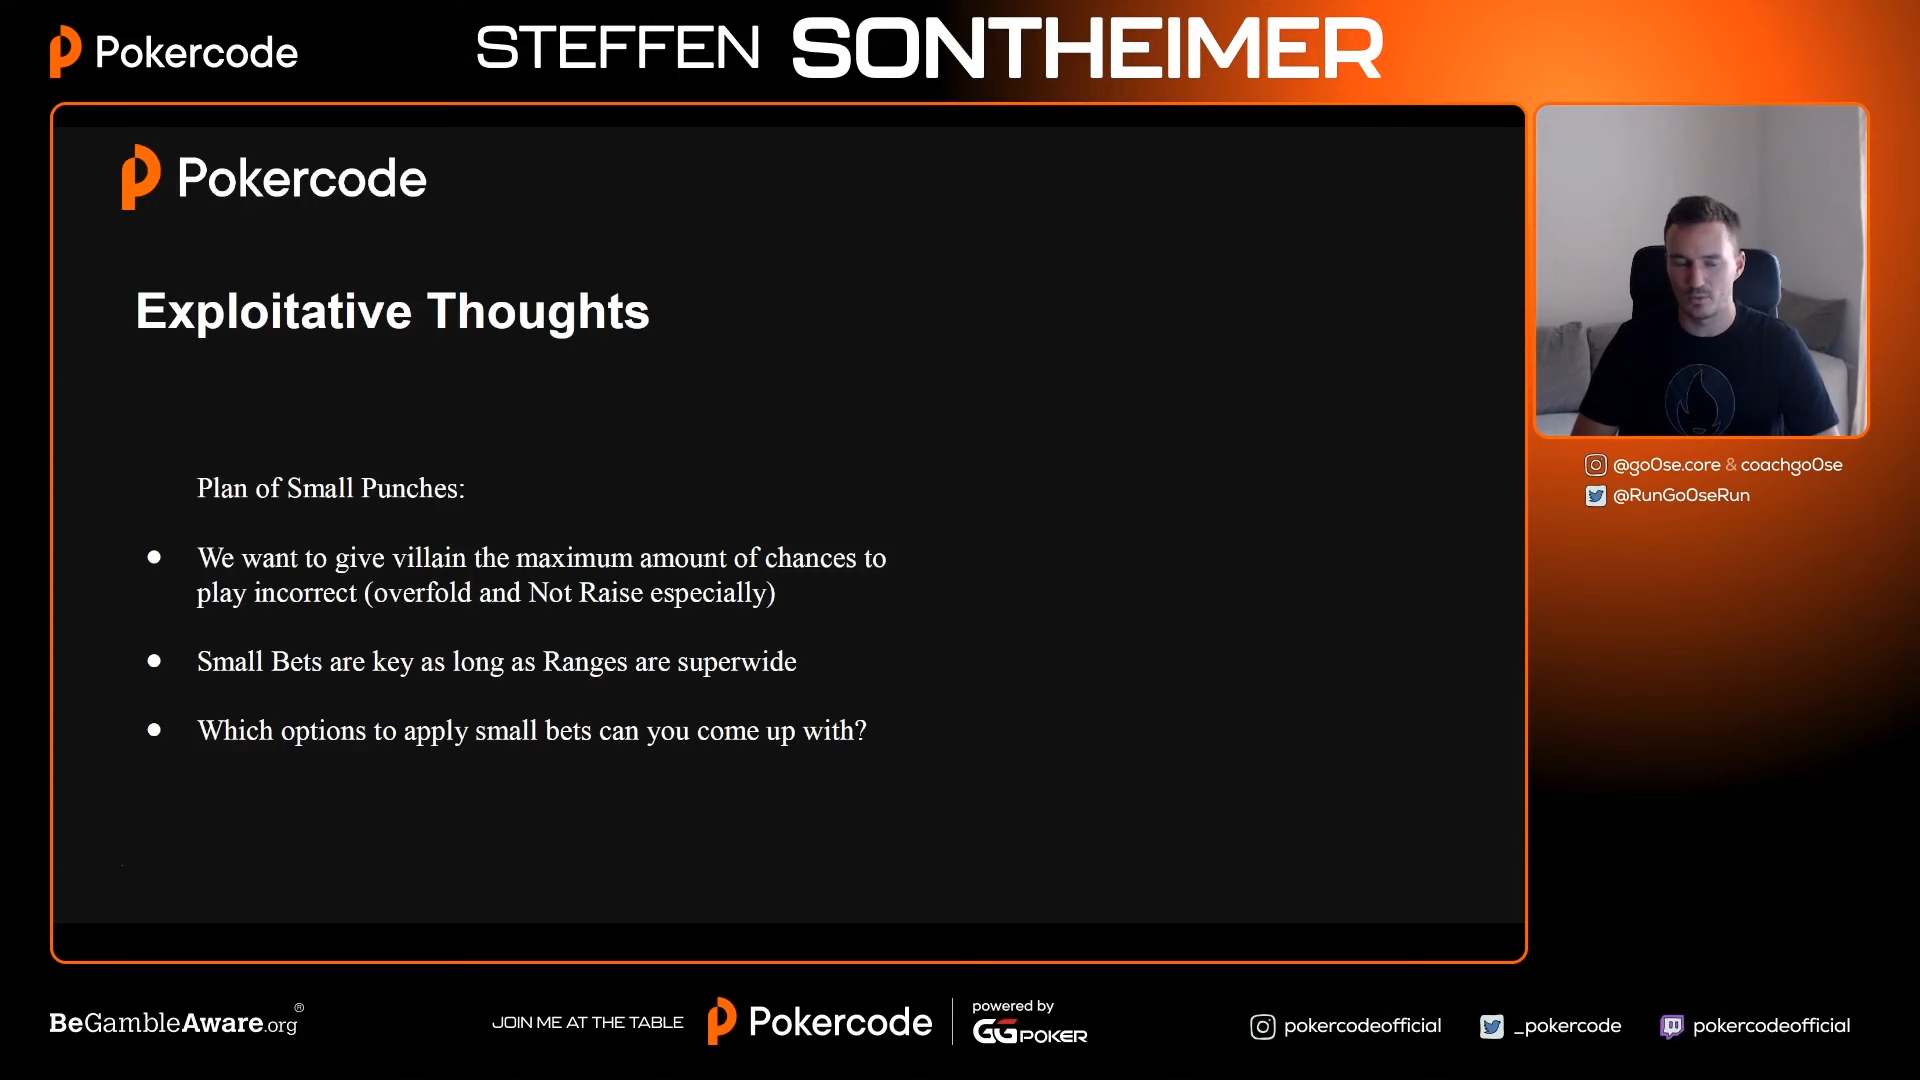 Pokercode
STEFFEN SONTHEIMER
Pokercode
Exploitative Thoughts
Plan of Small Punches:
● We want to give villain the maximum amount of chances to
play incorrect (overfold and Not Raise especially)
● Small Bets are key as long as Ranges are superwide
● Which options to apply small bets can you come up with?
@go0se.core & coachgo0se
@RunGo0seRun
BeGambleAware.org®
JOIN ME AT THE TABLE
Pokercode
powered by
GGPOKER
pokercodeofficial
_pokercode
pokercodeofficial